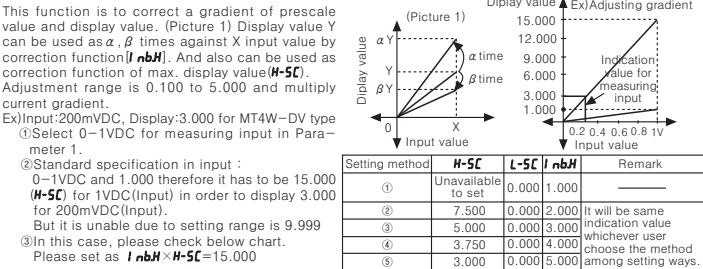 This function is to correct a gradient of prescale
value and display value. (Picture 1) Display value Y
can be used as α, β times against X input value by
correction function[InbH]. And also can be used as
correction function of max. display value(H-SC).
Adjustment range is 0.100 to 5.000 and multiply
current gradient.
Ex)Input:200mVDC, Display:3.000 for MT4W-DV type
①Select 0-1VDC for measuring input in Para-
meter 1.
②Standard specification in input :
0-1VDC and 1.000 therefore it has to be 15.000
(H-SC) for 1VDC(Input) in order to display 3.000
for 200mVDC(Input).
But it is unable due to setting range is 9.999
③In this case, please check below chart.
Please set as InbH×H-SC=15.000
(Picture 1)
Diplay value
αY
Y
βY
0
X
α time
β time
Input value
Diplay value
Ex)Adjusting gradient
15.000
12.000
9.000
6.000
3.000
1.000
Indication
value for
measuring
input
0.2 0.4 0.6 0.8 1V
Input value
Setting method H-SC L-SC InbH Remark
① Unavailable to set 0.000 1.000 ———
② 7.500 0.000 2.000 It will be same
③ 5.000 0.000 3.000 indication value whichever user
④ 3.750 0.000 4.000 choose the method
⑤ 3.000 0.000 5.000 among setting ways.